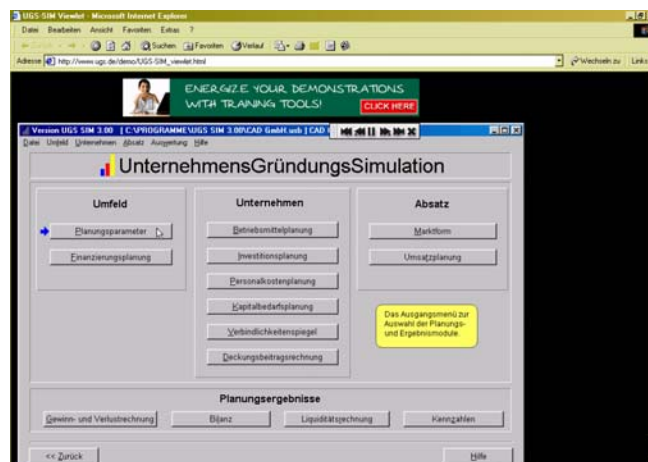 UGS-SIM Viewlet - Microsoft Internet Explorer
Datei Bearbeiten Ansicht Favoriten Extras ?
Suchen Favoriten Verlauf
Adresse http://www.ugs.de/demo/UGS-SIM_viewlet.html Wechseln zu Links
ENERGIZE YOUR DEMONSTRATIONS
WITH TRAINING TOOLS! CLICK HERE
Version UGS SIM 3.00 [ C:\PROGRAMME\UGS SIM 3.00\CAD GmbH.usb ] CAD
Datei Umfeld Unternehmen Absatz Auswertung Hilfe
UnternehmensGründungsSimulation
Umfeld
Planungsparameter
Finanzierungsplanung
Unternehmen
Betriebsmittelplanung
Investitionsplanung
Personalkostenplanung
Kapitalbedarfsplanung
Verbindlichkeitenspiegel
Deckungsbeitragsrechnung
Absatz
Marktform
Umsatzplanung
Das Ausgangsmenü zur
Auswahl der Planungs-
und Ergebnismodule.
Planungsergebnisse
Gewinn- und Verlustrechnung Bilanz Liquiditätsrechnung Kennzahlen
<< Zurück Hilfe